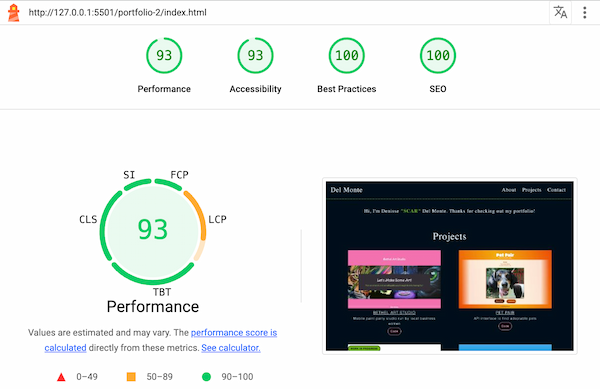 http://127.0.0.1:5501/portfolio-2/index.html
93
93
100
100
Performance
Accessibility
Best Practices
SEO
SI
FCP
CLS
LCP
93
TBT
Performance
Values are estimated and may vary. The performance score is
calculated directly from these metrics. See calculator.
0–49
50–89
90–100
Del Monte
About
Projects
Contact
Hi, I'm Denisse "SCAR" Del Monte. Thanks for checking out my portfolio!
Projects
Let's Make Some Art!
Pet Pair
BETHEL ART STUDIO
Mobile paint party studio run by local business
woman
Code
PET PAIR
API interface to find adoptable pets
Code